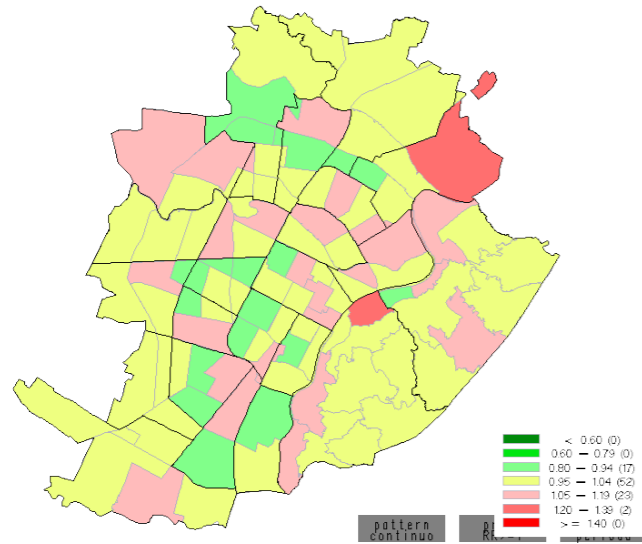 < 0.60 (0)
0.60 – 0.79 (0)
0.80 – 0.94 (17)
0.95 – 1.04 (52)
1.05 – 1.19 (23)
1.20 – 1.39 (2)
>= 1.40 (0)
pattern
continuo